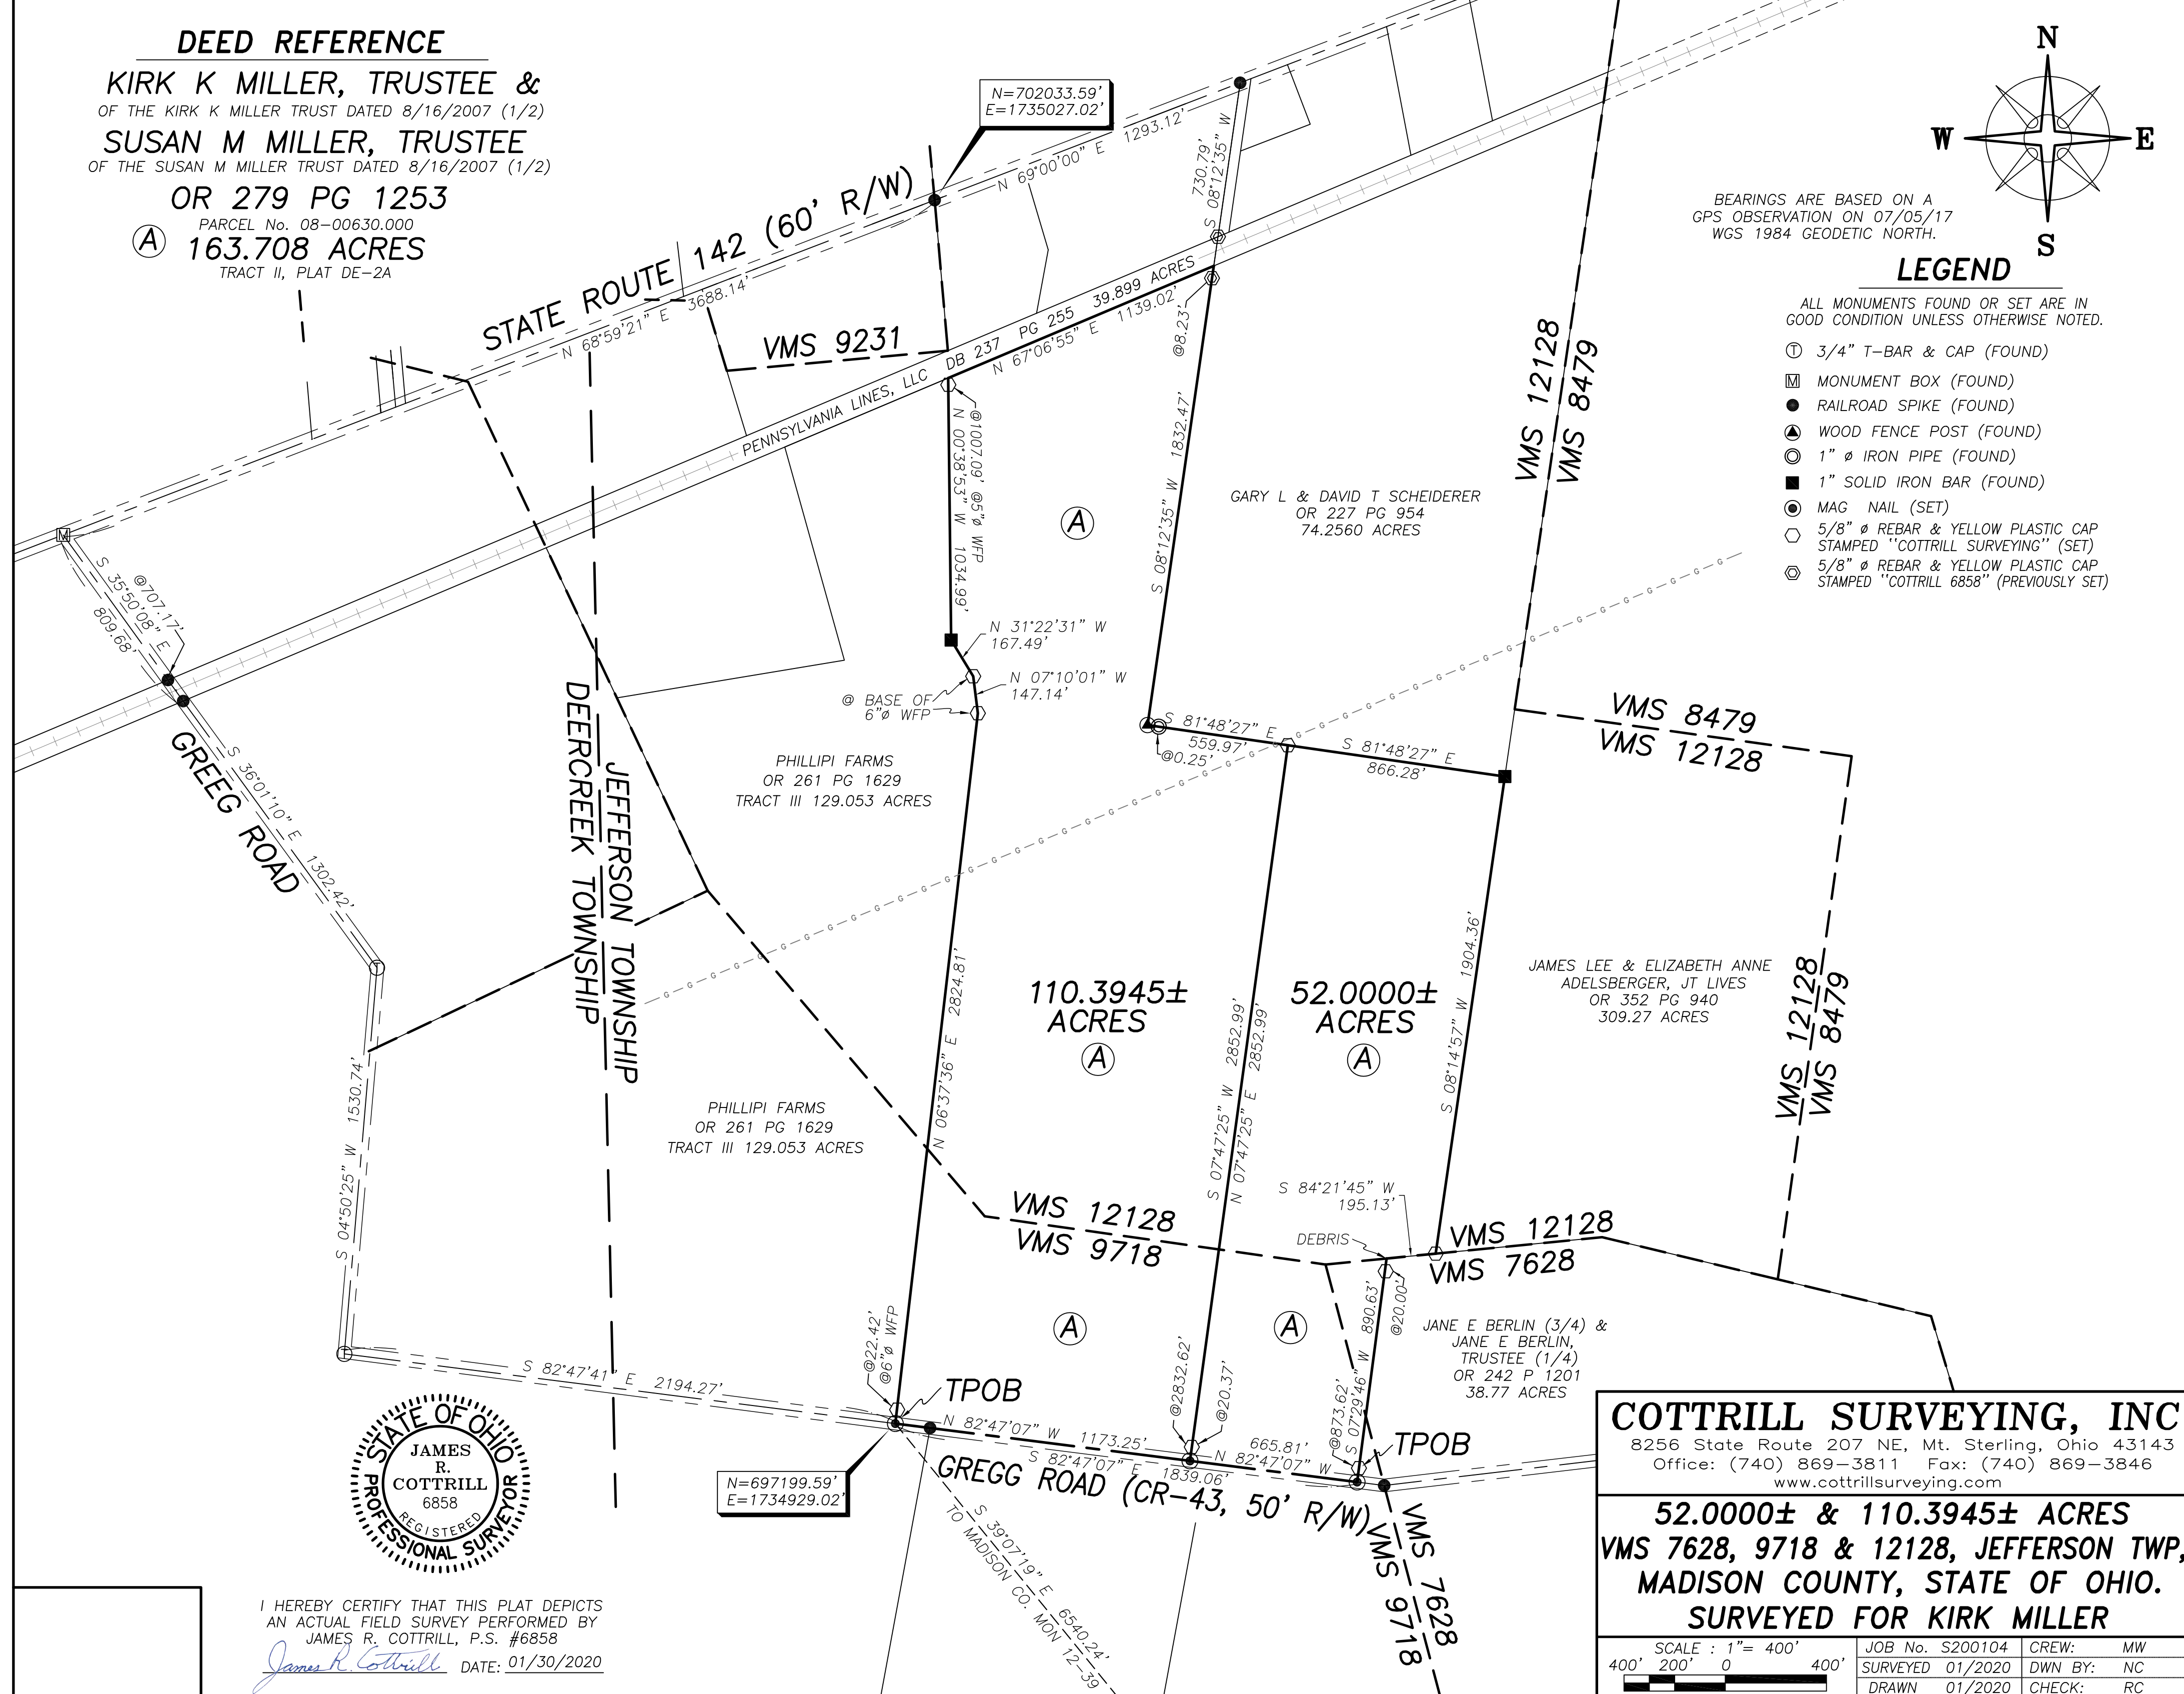 DEED REFERENCE
KIRK K MILLER, TRUSTEE &
OF THE KIRK K MILLER TRUST DATED 8/16/2007 (1/2)
SUSAN M MILLER, TRUSTEE
OF THE SUSAN M MILLER TRUST DATED 8/16/2007 (1/2)
OR 279 PG 1253
PARCEL No. 08-00630.000
A 163.708 ACRES
TRACT II, PLAT DE-2A
N=702033.59'
E=1735027.02'
STATE ROUTE 142 (60' R/W)
N 68°59'21" E 3688.14'
N 69°00'00" E 1293.12'
730.79'
S 08°12'35" W
VMS 9231
PENNSYLVANIA LINES, LLC DB 237 PG 255 39.899 ACRES
N 67°06'55" E 1139.02'
@8.23'
N
W E
S
BEARINGS ARE BASED ON A
GPS OBSERVATION ON 07/05/17
WGS 1984 GEODETIC NORTH.
LEGEND
ALL MONUMENTS FOUND OR SET ARE IN
GOOD CONDITION UNLESS OTHERWISE NOTED.
T 3/4" T-BAR & CAP (FOUND)
M MONUMENT BOX (FOUND)
RAILROAD SPIKE (FOUND)
WOOD FENCE POST (FOUND)
1" ø IRON PIPE (FOUND)
1" SOLID IRON BAR (FOUND)
MAG NAIL (SET)
5/8" ø REBAR & YELLOW PLASTIC CAP
STAMPED "COTTRILL SURVEYING" (SET)
5/8" ø REBAR & YELLOW PLASTIC CAP
STAMPED "COTTRILL 6858" (PREVIOUSLY SET)
VMS 12128
VMS 8479
@1007.09' @5"ø WFP
N 00°38'53" W 1034.99'
A
S 08°12'35" W 1832.47'
GARY L & DAVID T SCHEIDERER
OR 227 PG 954
74.2560 ACRES
M
S 35°50'08" E
@707.17'
809.68'
GREEG ROAD
S 36°01'10" E 1302.42'
T
DEERCREEK TOWNSHIP
JEFFERSON TOWNSHIP
N 31°22'31" W
167.49'
N 07°10'01" W
147.14'
@ BASE OF
6"ø WFP
PHILLIPI FARMS
OR 261 PG 1629
TRACT III 129.053 ACRES
S 81°48'27" E
559.97'
@0.25'
S 81°48'27" E
866.28'
VMS 8479
VMS 12128
G G G G G G G G G G G G G G G G G G G G G G G G G G G G G
N 06°37'36" E 2824.81'
110.3945±
ACRES
A
52.0000±
ACRES
A
S 07°47'25" W 2852.99'
N 07°47'25" E 2852.99'
S 08°14'57" W 1904.36'
JAMES LEE & ELIZABETH ANNE
ADELSBERGER, JT LIVES
OR 352 PG 940
309.27 ACRES
VMS 12128
VMS 8479
S 04°50'25" W 1530.74'
PHILLIPI FARMS
OR 261 PG 1629
TRACT III 129.053 ACRES
VMS 12128
VMS 9718
S 84°21'45" W
195.13'
DEBRIS
VMS 12128
VMS 7628
A
A
S 07°29'46" W 890.63'
@20.00'
@873.62'
JANE E BERLIN (3/4) &
JANE E BERLIN,
TRUSTEE (1/4)
OR 242 P 1201
38.77 ACRES
T
S 82°47'41" E 2194.27'
@22.42'
@6"ø WFP
TPOB
N 82°47'07" W 1173.25'
@2832.62'
@20.37'
665.81'
N 82°47'07" W
TPOB
S 82°47'07" E 1839.06'
GREGG ROAD (CR-43, 50' R/W)
N=697199.59'
E=1734929.02'
S 39°07'19" E 6540.24'
TO MADISON CO. MON 12-39
VMS 7628
VMS 9718
STATE OF OHIO
JAMES
R.
COTTRILL
6858
REGISTERED
PROFESSIONAL SURVEYOR
I HEREBY CERTIFY THAT THIS PLAT DEPICTS
AN ACTUAL FIELD SURVEY PERFORMED BY
JAMES R. COTTRILL, P.S. #6858
James R. Cottrill DATE: 01/30/2020
COTTRILL SURVEYING, INC
8256 State Route 207 NE, Mt. Sterling, Ohio 43143
Office: (740) 869-3811 Fax: (740) 869-3846
www.cottrillsurveying.com
52.0000± & 110.3945± ACRES
VMS 7628, 9718 & 12128, JEFFERSON TWP,
MADISON COUNTY, STATE OF OHIO.
SURVEYED FOR KIRK MILLER
SCALE : 1"= 400'
400' 200' 0 400'
JOB No. S200104 CREW: MW
SURVEYED 01/2020 DWN BY: NC
DRAWN 01/2020 CHECK: RC